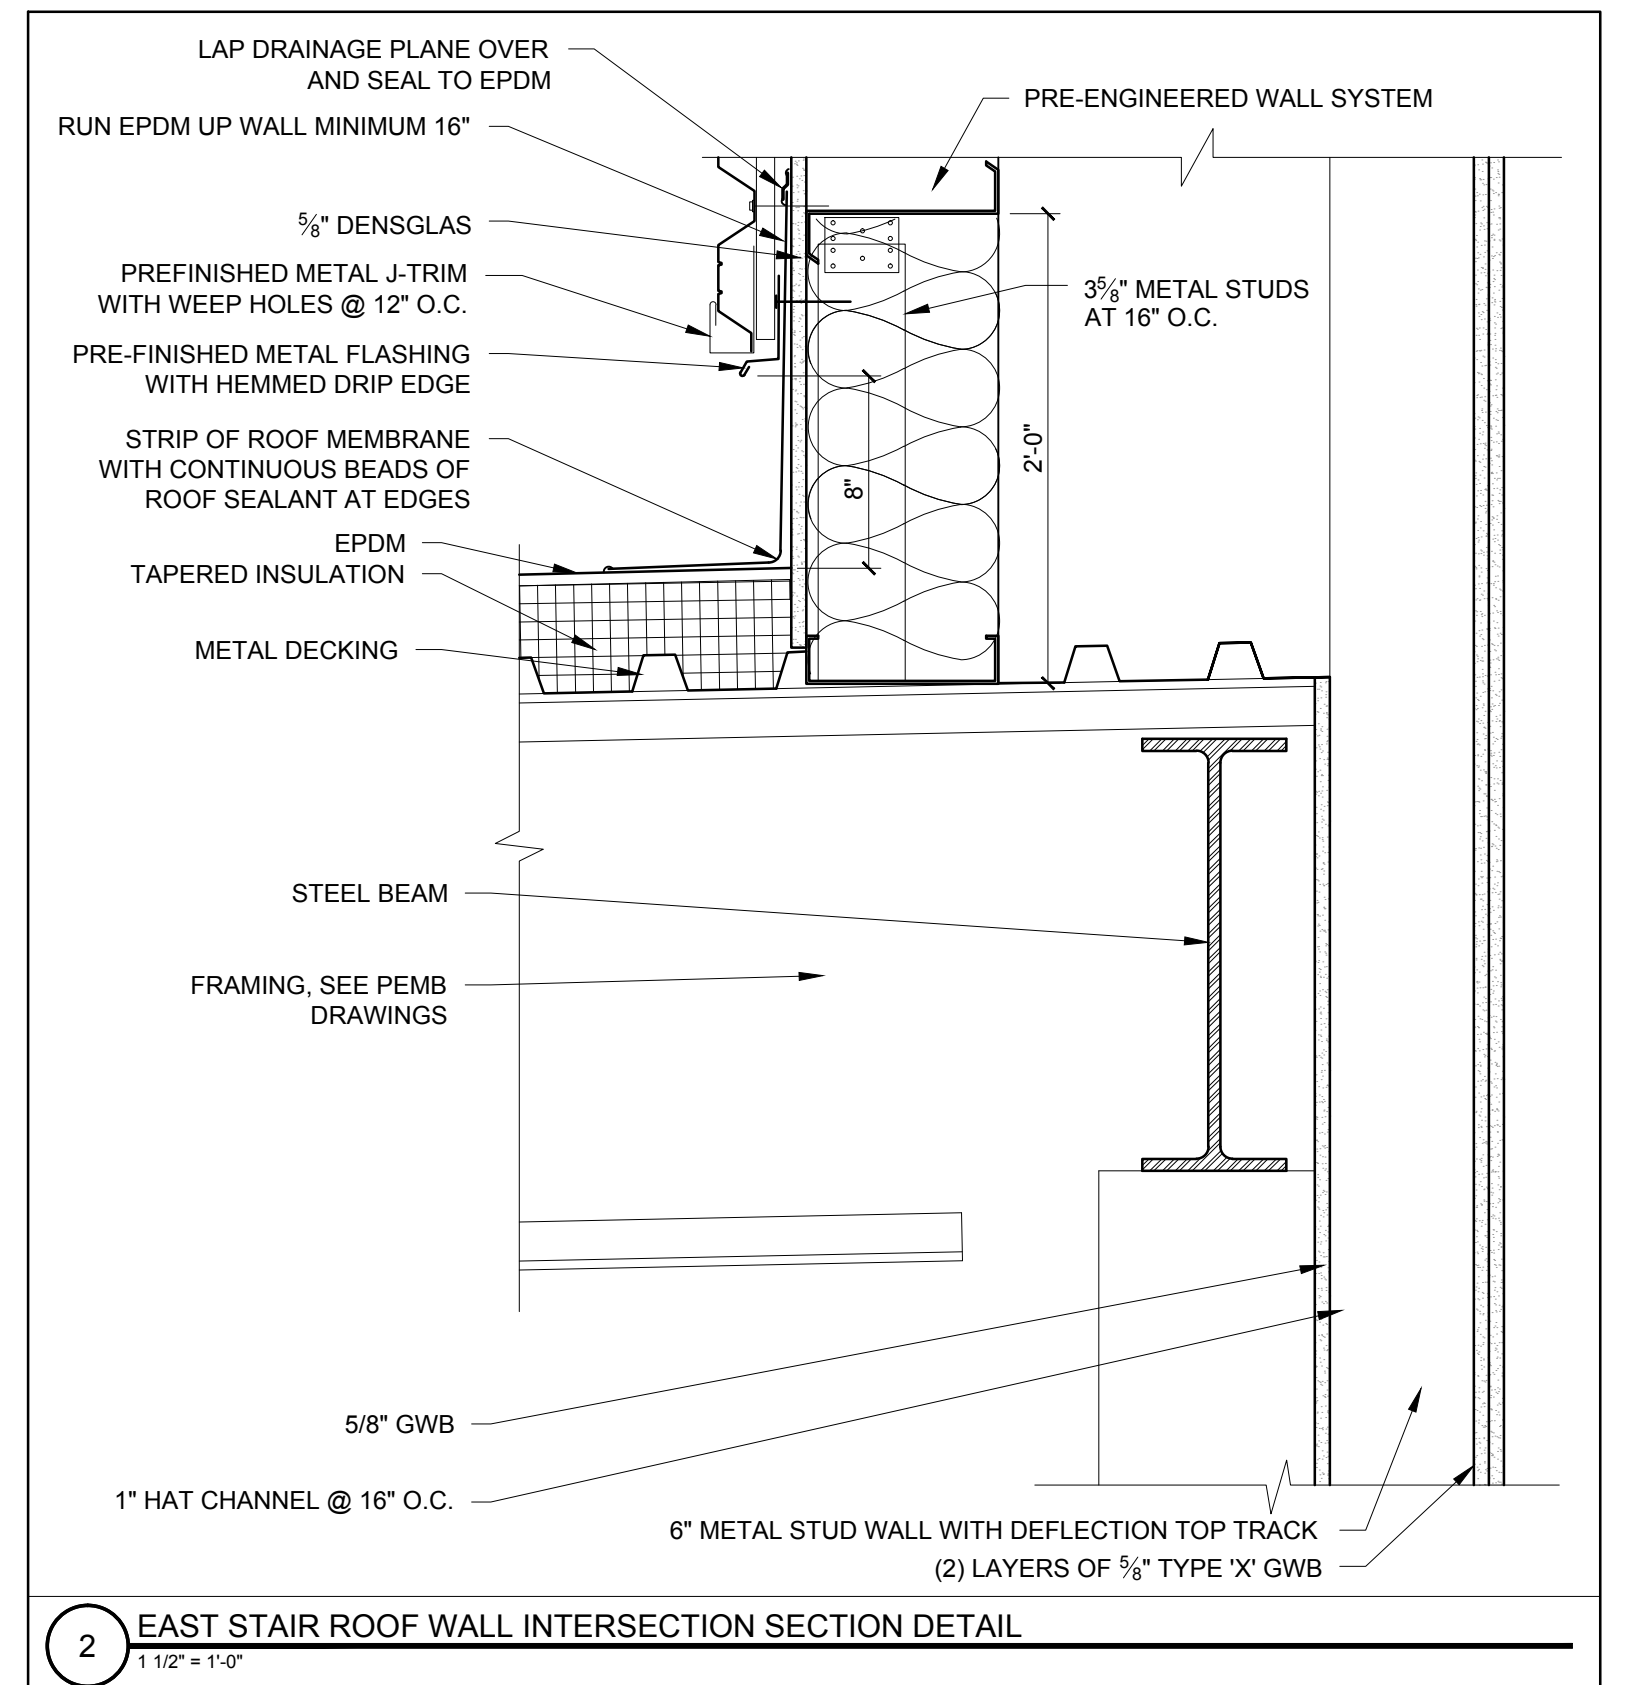 LAP DRAINAGE PLANE OVER
AND SEAL TO EPDM
RUN EPDM UP WALL MINIMUM 16"
⅝" DENSGLAS
PREFINISHED METAL J-TRIM
WITH WEEP HOLES @ 12" O.C.
PRE-FINISHED METAL FLASHING
WITH HEMMED DRIP EDGE
STRIP OF ROOF MEMBRANE
WITH CONTINUOUS BEADS OF
ROOF SEALANT AT EDGES
EPDM
TAPERED INSULATION
METAL DECKING
STEEL BEAM
FRAMING, SEE PEMB
DRAWINGS
5/8" GWB
1" HAT CHANNEL @ 16" O.C.
PRE-ENGINEERED WALL SYSTEM
3⅝" METAL STUDS
AT 16" O.C.
2'-0"
8"
6" METAL STUD WALL WITH DEFLECTION TOP TRACK
(2) LAYERS OF ⅝" TYPE 'X' GWB
2
EAST STAIR ROOF WALL INTERSECTION SECTION DETAIL
1 1/2" = 1'-0"